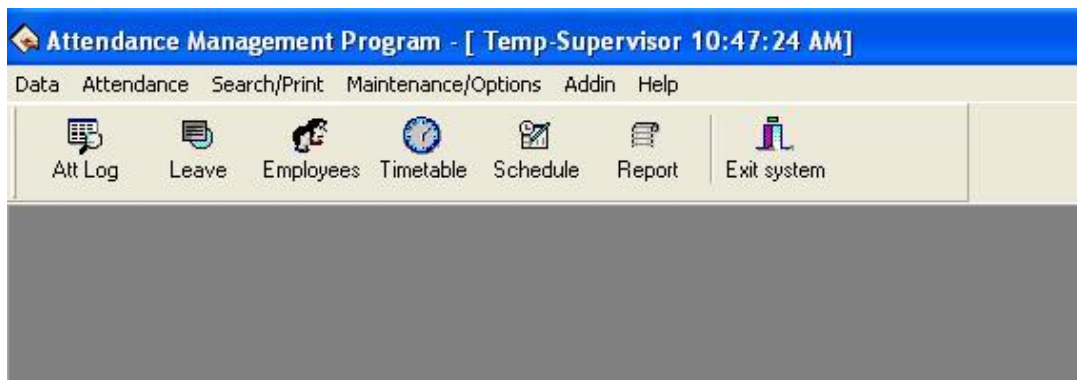 Attendance Management Program - [ Temp-Supervisor 10:47:24 AM]
Data Attendance Search/Print Maintenance/Options Addin Help
Att Log Leave Employees Timetable Schedule Report Exit system